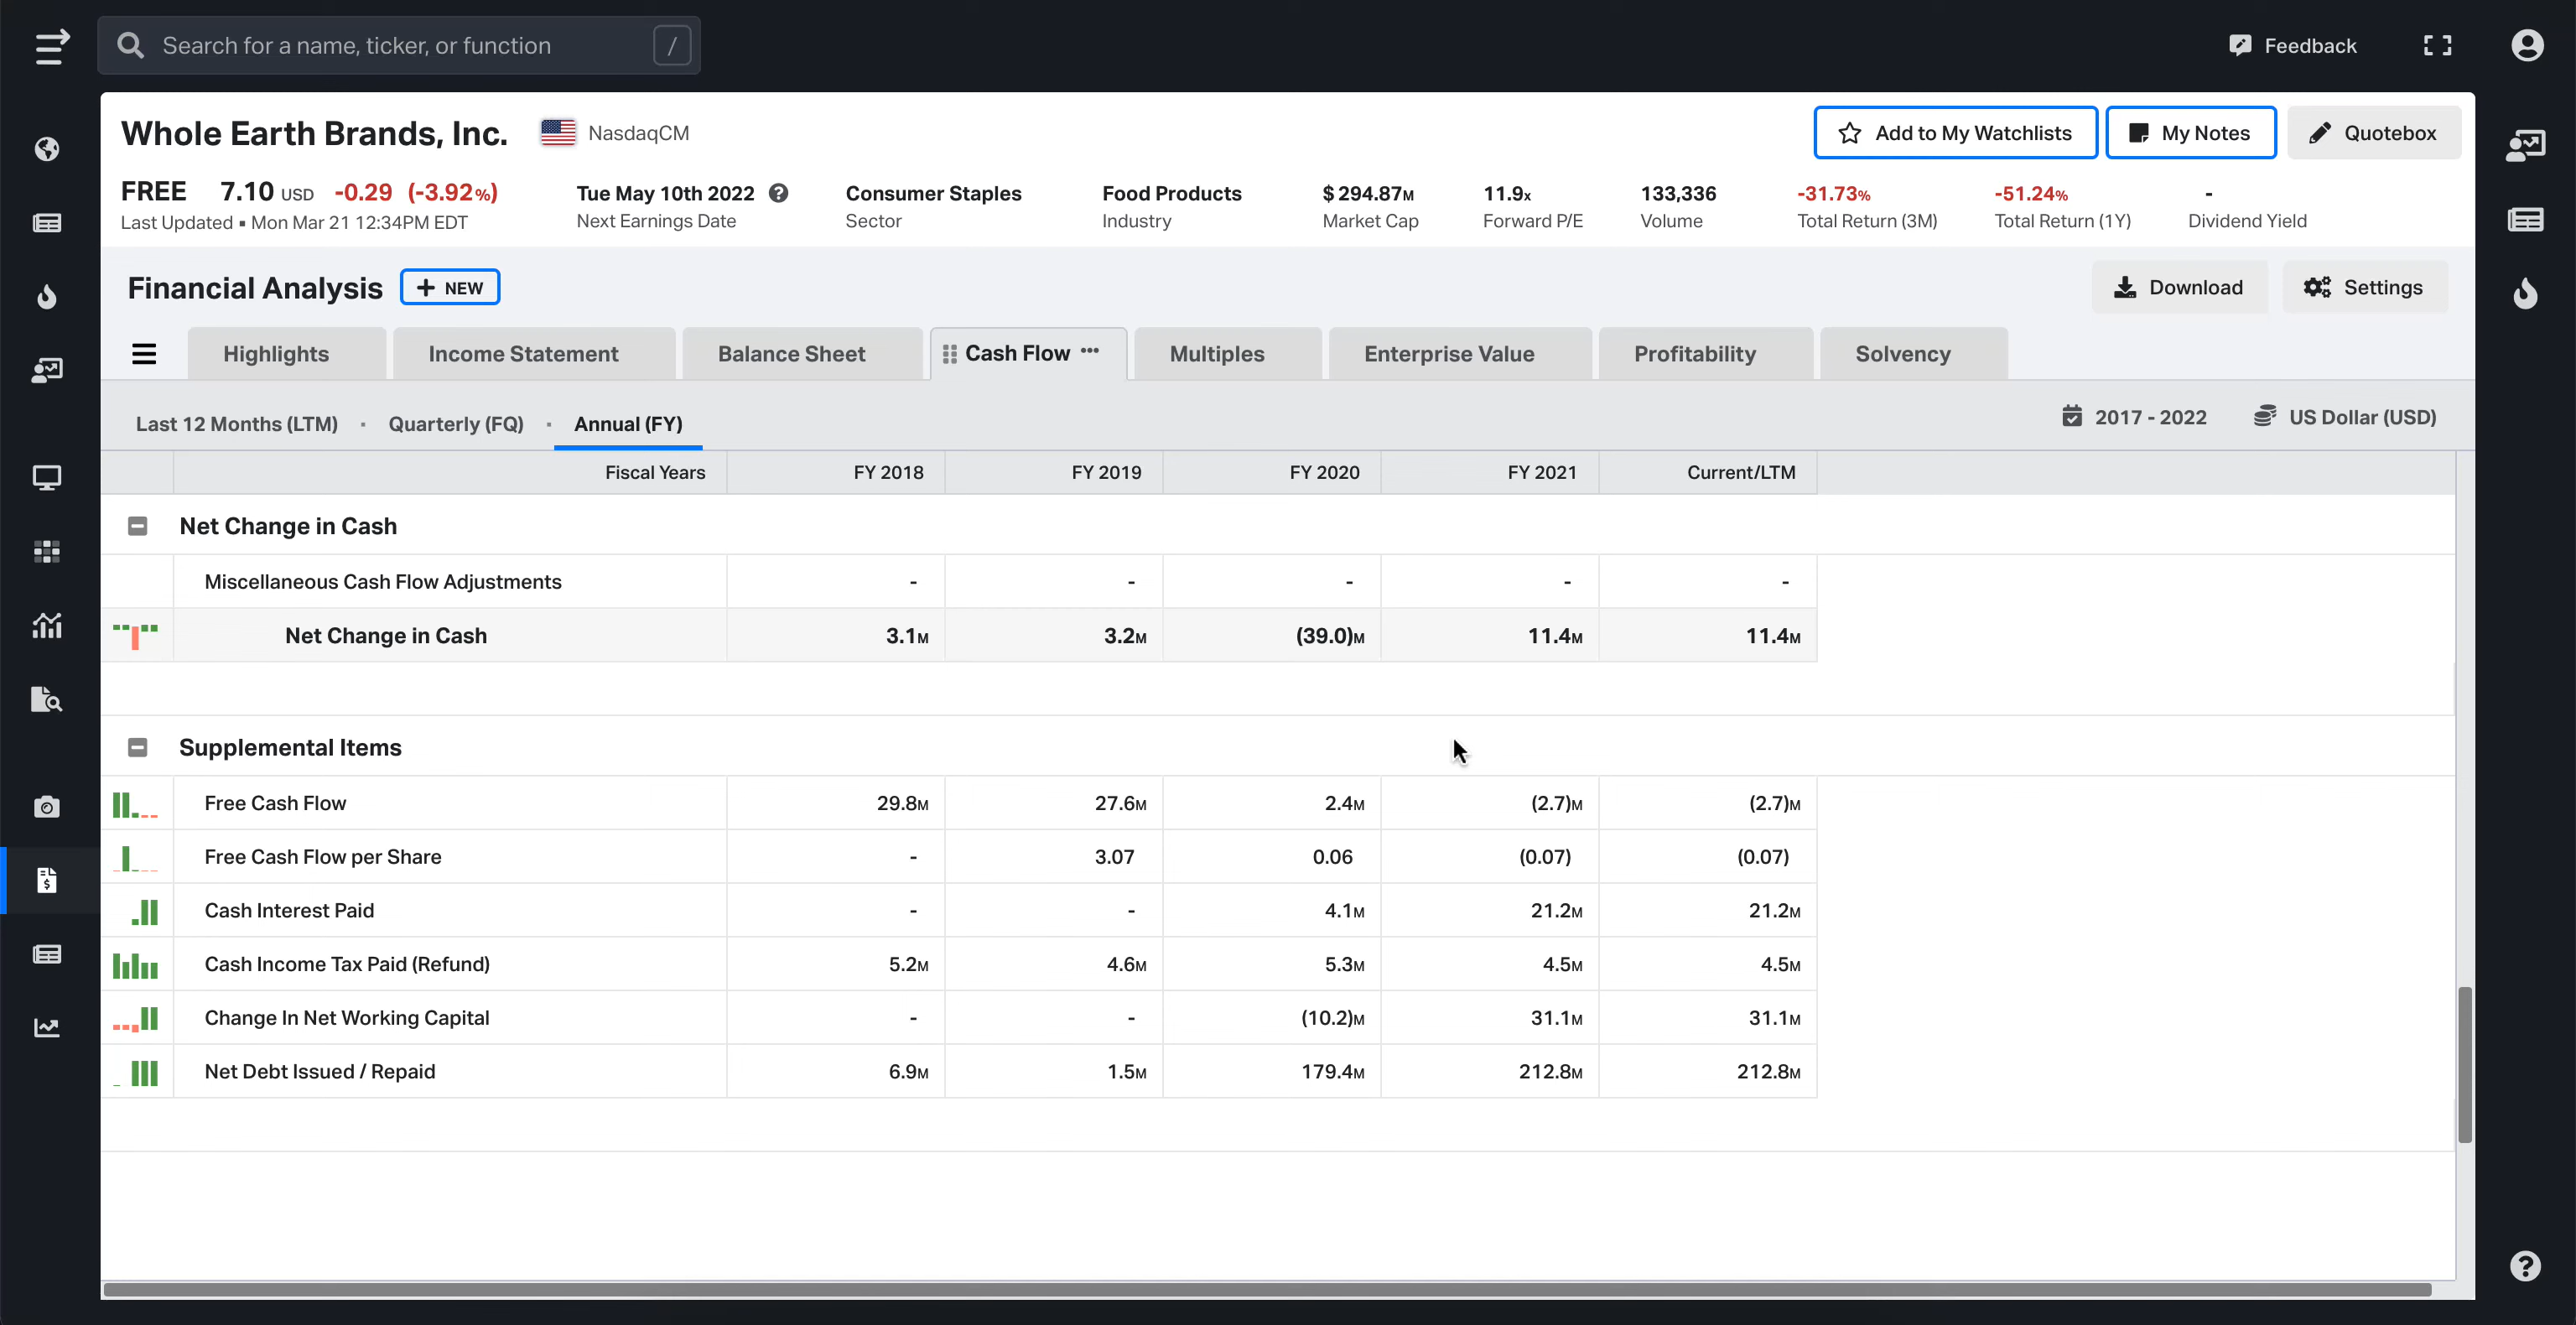 Search for a name, ticker, or function /
Feedback
Whole Earth Brands, Inc. NasdaqCM
Add to My Watchlists My Notes Quotebox
FREE 7.10 USD -0.29 (-3.92%) Tue May 10th 2022 Consumer Staples Food Products $ 294.87M 11.9x 133,336 -31.73% -51.24% -
Last Updated ▪ Mon Mar 21 12:34PM EDT Next Earnings Date Sector Industry Market Cap Forward P/E Volume Total Return (3M) Total Return (1Y) Dividend Yield
Financial Analysis + NEW Download Settings
Highlights Income Statement Balance Sheet Cash Flow ••• Multiples Enterprise Value Profitability Solvency
Last 12 Months (LTM) · Quarterly (FQ) · Annual (FY) 2017 - 2022 US Dollar (USD)
Fiscal Years FY 2018 FY 2019 FY 2020 FY 2021 Current/LTM
Net Change in Cash
Miscellaneous Cash Flow Adjustments - - - - -
Net Change in Cash 3.1M 3.2M (39.0)M 11.4M 11.4M
Supplemental Items
Free Cash Flow 29.8M 27.6M 2.4M (2.7)M (2.7)M
Free Cash Flow per Share - 3.07 0.06 (0.07) (0.07)
Cash Interest Paid - - 4.1M 21.2M 21.2M
Cash Income Tax Paid (Refund) 5.2M 4.6M 5.3M 4.5M 4.5M
Change In Net Working Capital - - (10.2)M 31.1M 31.1M
Net Debt Issued / Repaid 6.9M 1.5M 179.4M 212.8M 212.8M